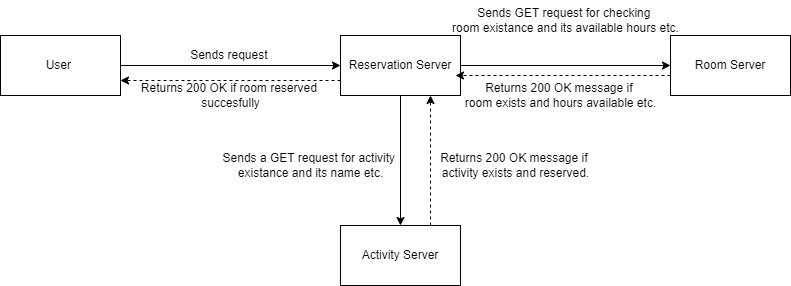 Sends GET request for checking
room existance and its available hours etc.
User
Sends request
Reservation Server
Room Server
Returns 200 OK if room reserved
succesfully
Returns 200 OK message if
room exists and hours available etc.
Sends a GET request for activity
existance and its name etc.
Returns 200 OK message if
activity exists and reserved.
Activity Server